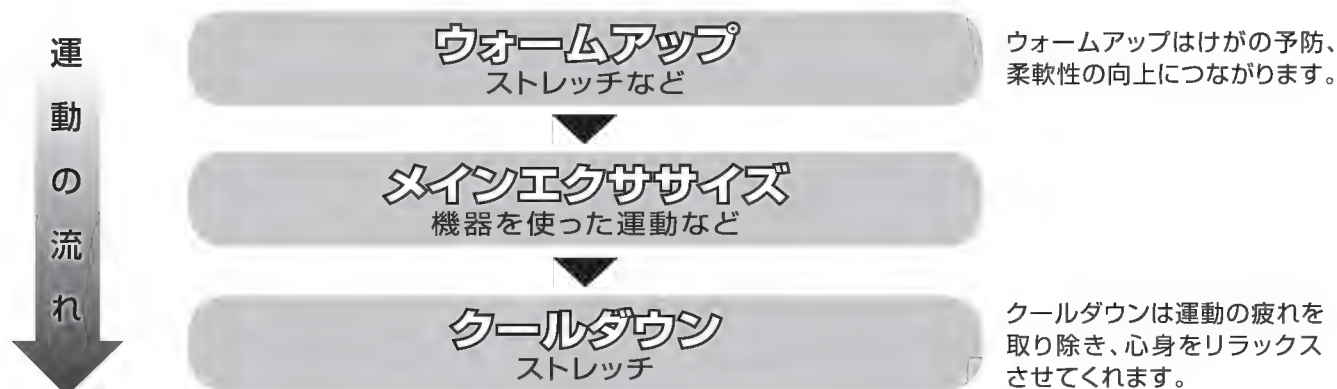 運動の流れ
ウォームアップ
ストレッチなど
ウォームアップはけがの予防、
柔軟性の向上につながります。
メインエクササイズ
機器を使った運動など
クールダウン
ストレッチ
クールダウンは運動の疲れを
取り除き、心身をリラックス
させてくれます。